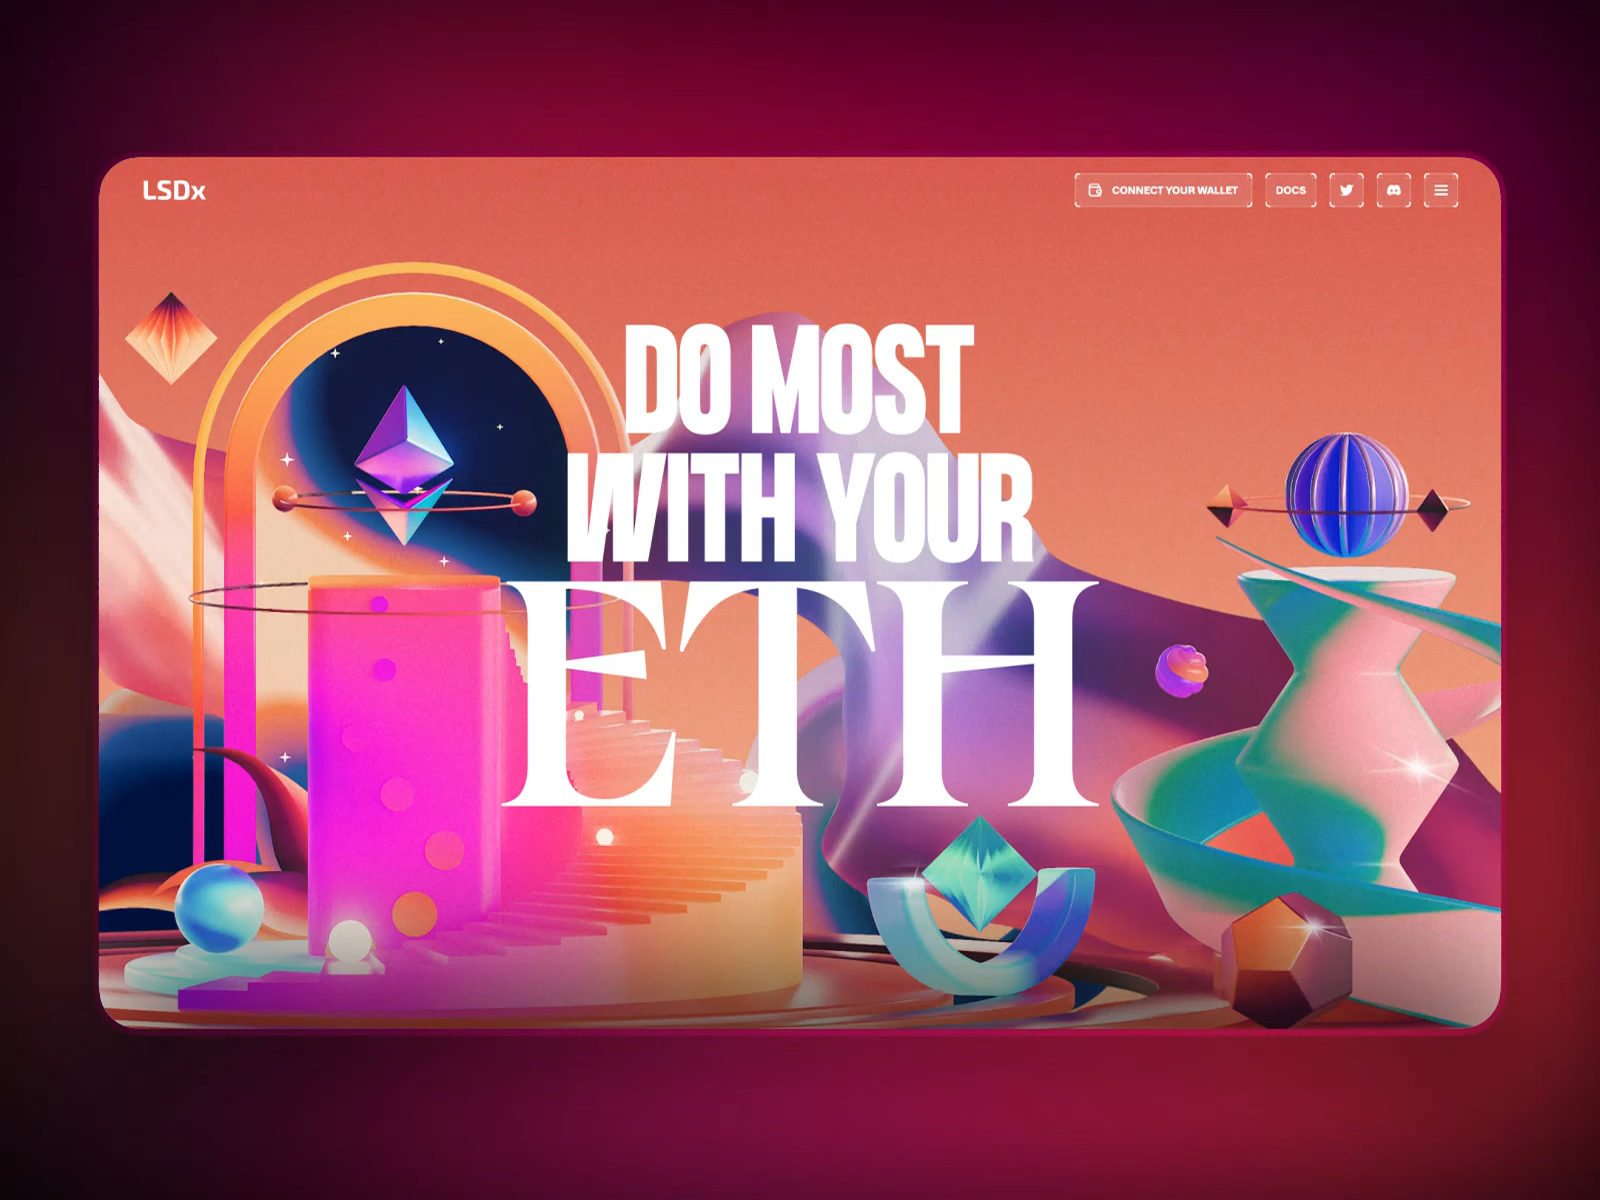 LSDx
CONNECT YOUR WALLET
DOCS
DO MOST
WITH YOUR
ETH